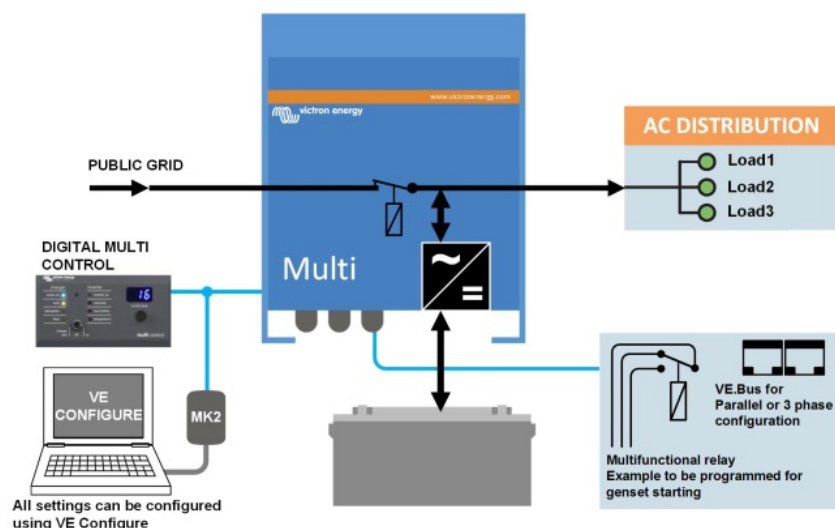 www.victronenergy.com
victron energy
AC DISTRIBUTION
Load1
Load2
Load3
PUBLIC GRID
Multi
DIGITAL MULTI
CONTROL
16
multi control
VE
CONFIGURE
MK2
All settings can be configured
using VE Configure
VE.Bus for
Parallel or 3 phase
configuration
Multifunctional relay
Example to be programmed for
genset starting